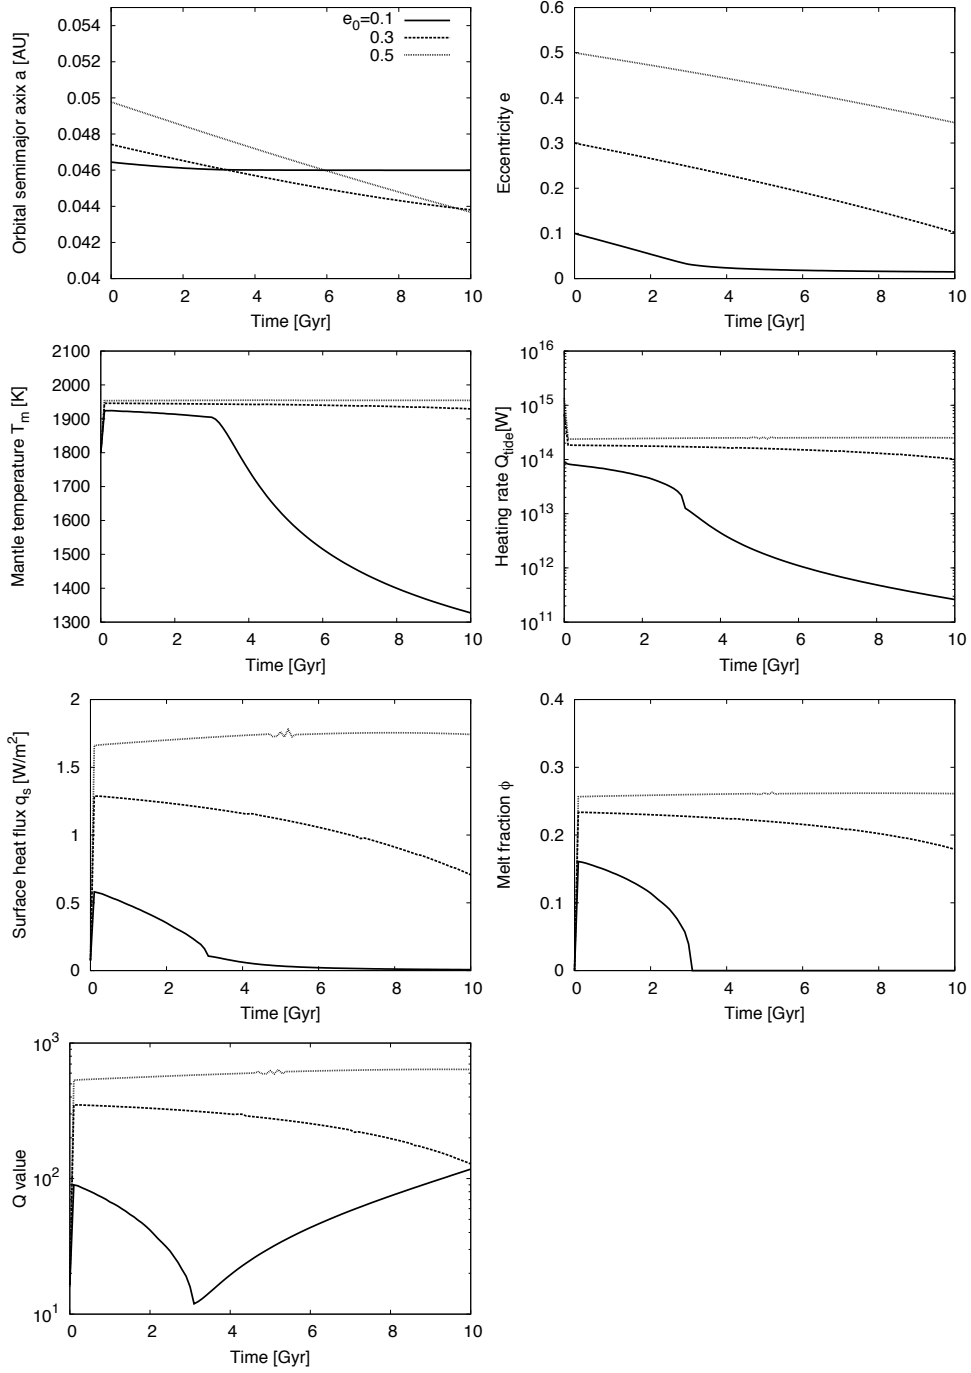 0.054
0.052
0.05
0.048
0.046
0.044
0.042
0.04
0 2 4 6 8 10
Time [Gyr]
Orbital semimajor axis a [AU]
e0=0.1
0.3
0.5
0.6
0.5
0.4
0.3
0.2
0.1
0
0 2 4 6 8 10
Time [Gyr]
Eccentricity e
2100
2000
1900
1800
1700
1600
1500
1400
1300
0 2 4 6 8 10
Time [Gyr]
Mantle temperature Tm [K]
10^16
10^15
10^14
10^13
10^12
10^11
0 2 4 6 8 10
Time [Gyr]
Heating rate Qtide[W]
2
1.5
1
0.5
0
0 2 4 6 8 10
Time [Gyr]
Surface heat flux qs [W/m^2]
0.4
0.3
0.2
0.1
0
0 2 4 6 8 10
Time [Gyr]
Melt fraction ϕ
10^3
10^2
10^1
0 2 4 6 8 10
Time [Gyr]
Q value